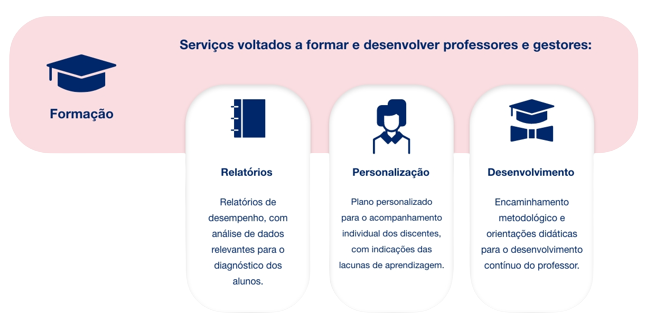 Serviços voltados a formar e desenvolver professores e gestores:
Formação
Relatórios
Relatórios de
desempenho, com
análise de dados
relevantes para o
diagnóstico dos
alunos.
Personalização
Plano personalizado
para o acompanhamento
individual dos discentes,
com indicações das
lacunas de aprendizagem.
Desenvolvimento
Encaminhamento
metodológico e
orientações didáticas
para o desenvolvimento
contínuo do professor.